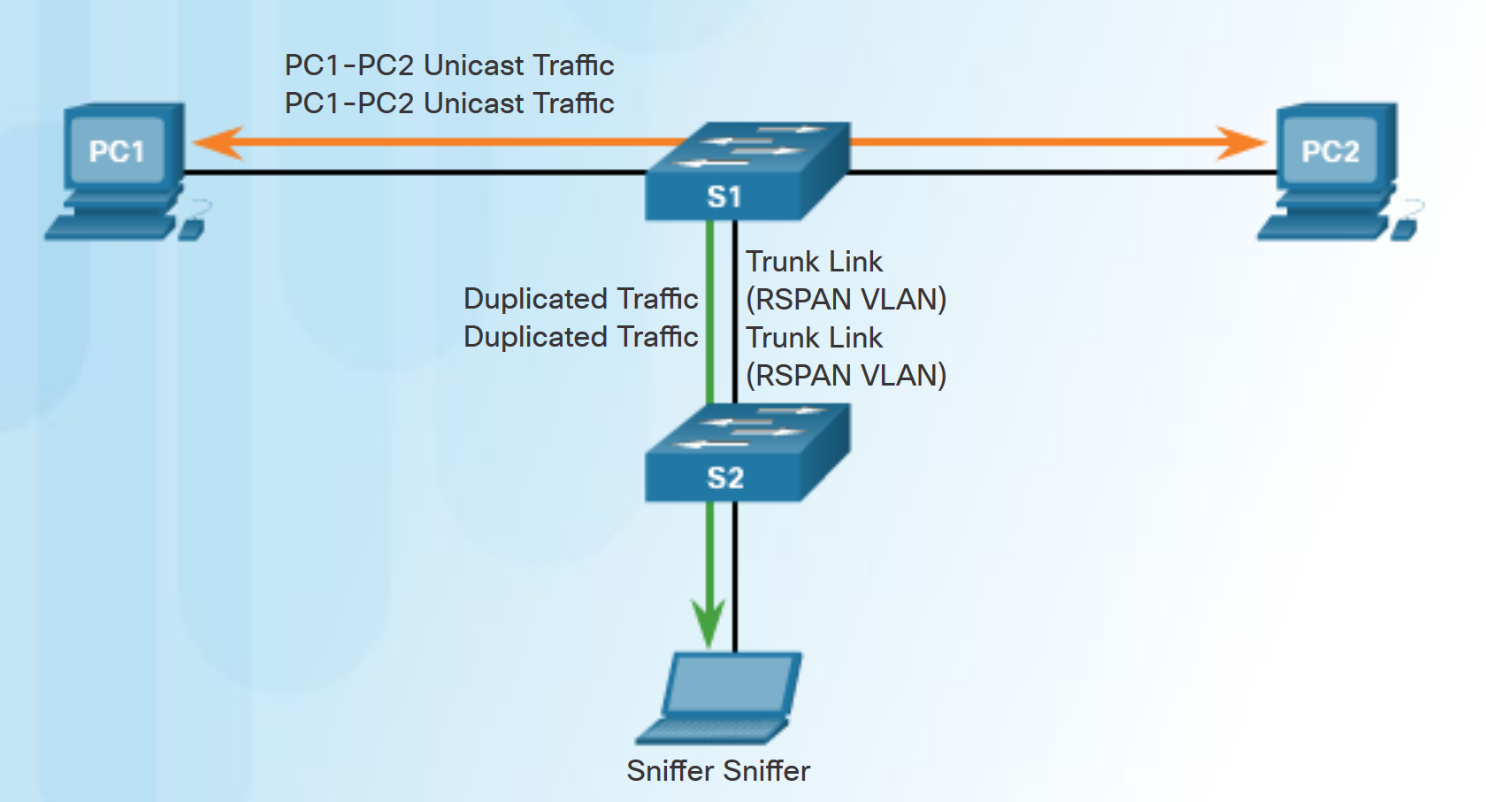 PC1-PC2 Unicast Traffic
PC1-PC2 Unicast Traffic
PC1
PC2
S1
Trunk Link
(RSPAN VLAN)
Trunk Link
(RSPAN VLAN)
Duplicated Traffic
Duplicated Traffic
S2
Sniffer Sniffer